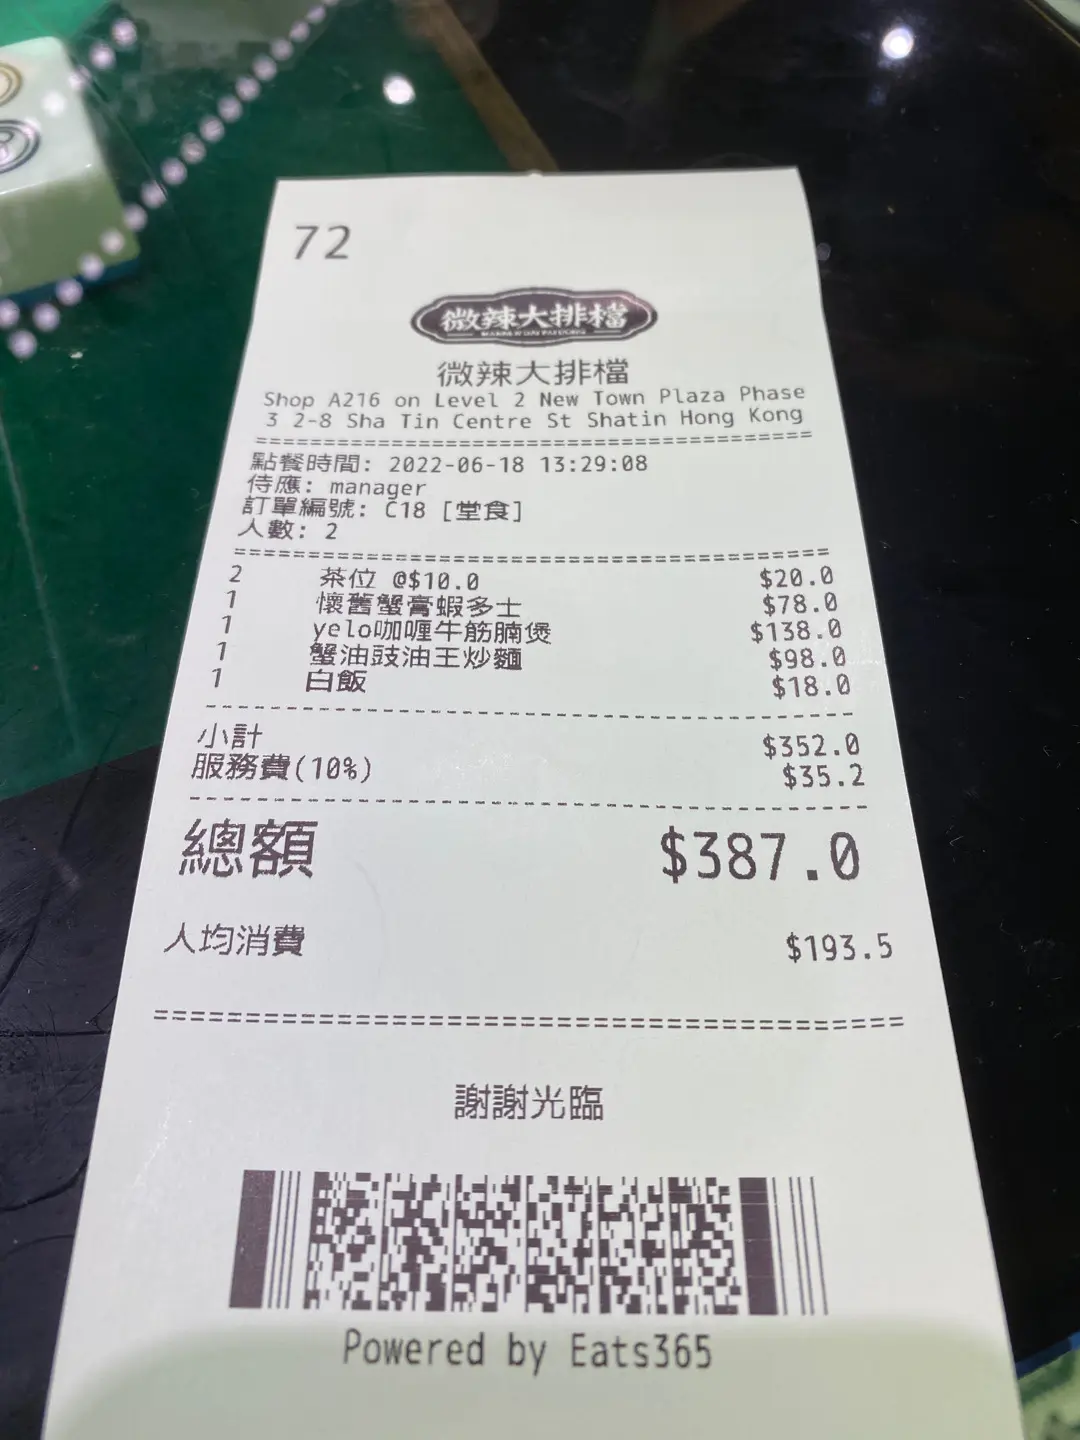 72
微辣大排檔
微辣大排檔
Shop A216 on Level 2 New Town Plaza Phase
3 2-8 Sha Tin Centre St Shatin Hong Kong
點餐時間: 2022-06-18 13:29:08
侍應: manager
訂單編號: C18 [堂食]
人數: 2
2 茶位 @$10.0 $20.0
1 懷舊蟹膏蝦多士 $78.0
1 yelo咖喱牛筋腩煲 $138.0
1 蟹油豉油王炒麵 $98.0
1 白飯 $18.0
小計 $352.0
服務費(10%) $35.2
總額 $387.0
人均消費 $193.5
謝謝光臨
Powered by Eats365